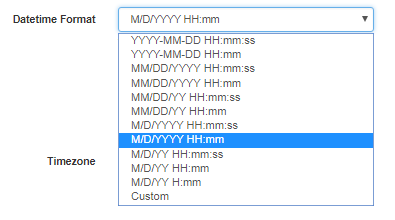 Datetime Format M/D/YYYY HH:mm
YYYY-MM-DD HH:mm:ss
YYYY-MM-DD HH:mm
MM/DD/YYYY HH:mm:ss
MM/DD/YYYY HH:mm
MM/DD/YY HH:mm:ss
MM/DD/YY HH:mm
M/D/YYYY HH:mm:ss
M/D/YYYY HH:mm
Timezone M/D/YY HH:mm:ss
M/D/YY HH:mm
M/D/YY H:mm
Custom